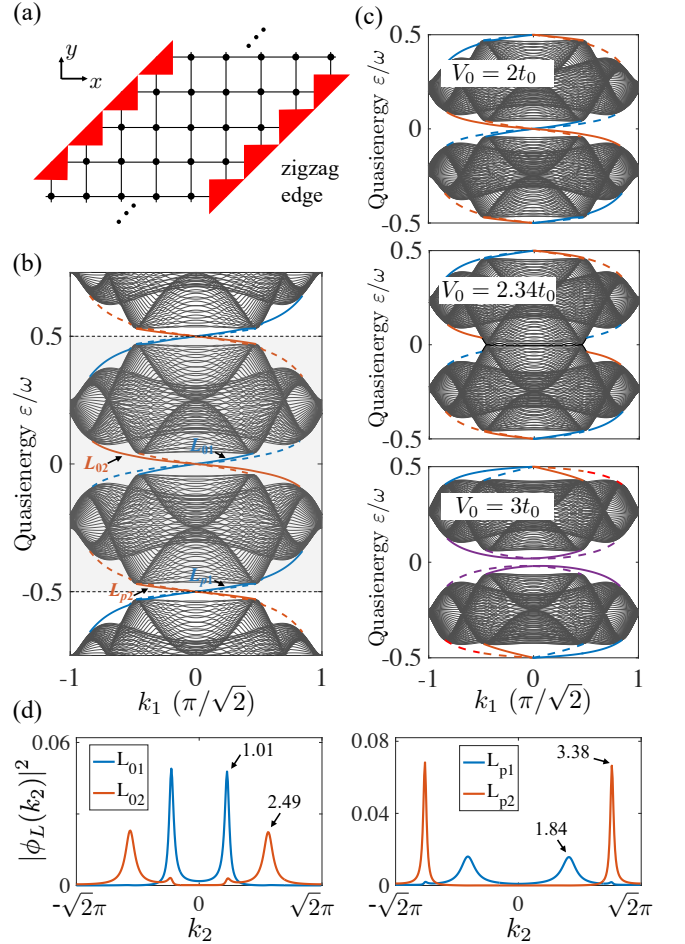 (a)
y
x
zigzag
edge
(b)
Quasienergy ε/ω
0.5
0
-0.5
L01
L02
Lp1
Lp2
-1
0
1
k1 (π/√2)
(c)
Quasienergy ε/ω
0.5
0
-0.5
V0 = 2t0
Quasienergy ε/ω
0.5
0
-0.5
V0 = 2.34t0
Quasienergy ε/ω
0.5
0
-0.5
V0 = 3t0
-1
0
1
k1 (π/√2)
(d)
|ϕL(k2)|²
0.06
0
L01
L02
1.01
2.49
-√2π
0
√2π
k2
0.08
0.04
0
Lp1
Lp2
3.38
1.84
-√2π
0
√2π
k2